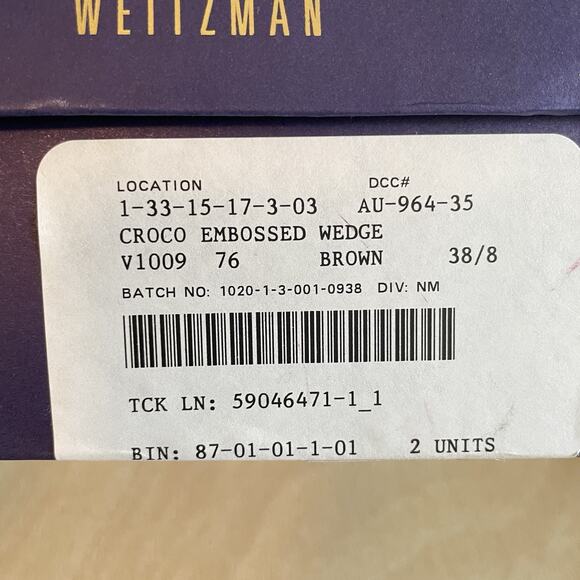 WEITZMAN
LOCATION DCC#
1-33-15-17-3-03 AU-964-35
CROCO EMBOSSED WEDGE
V1009 76 BROWN 38/8
BATCH NO: 1020-1-3-001-0938 DIV: NM
TCK LN: 59046471-1_1
BIN: 87-01-01-1-01 2 UNITS